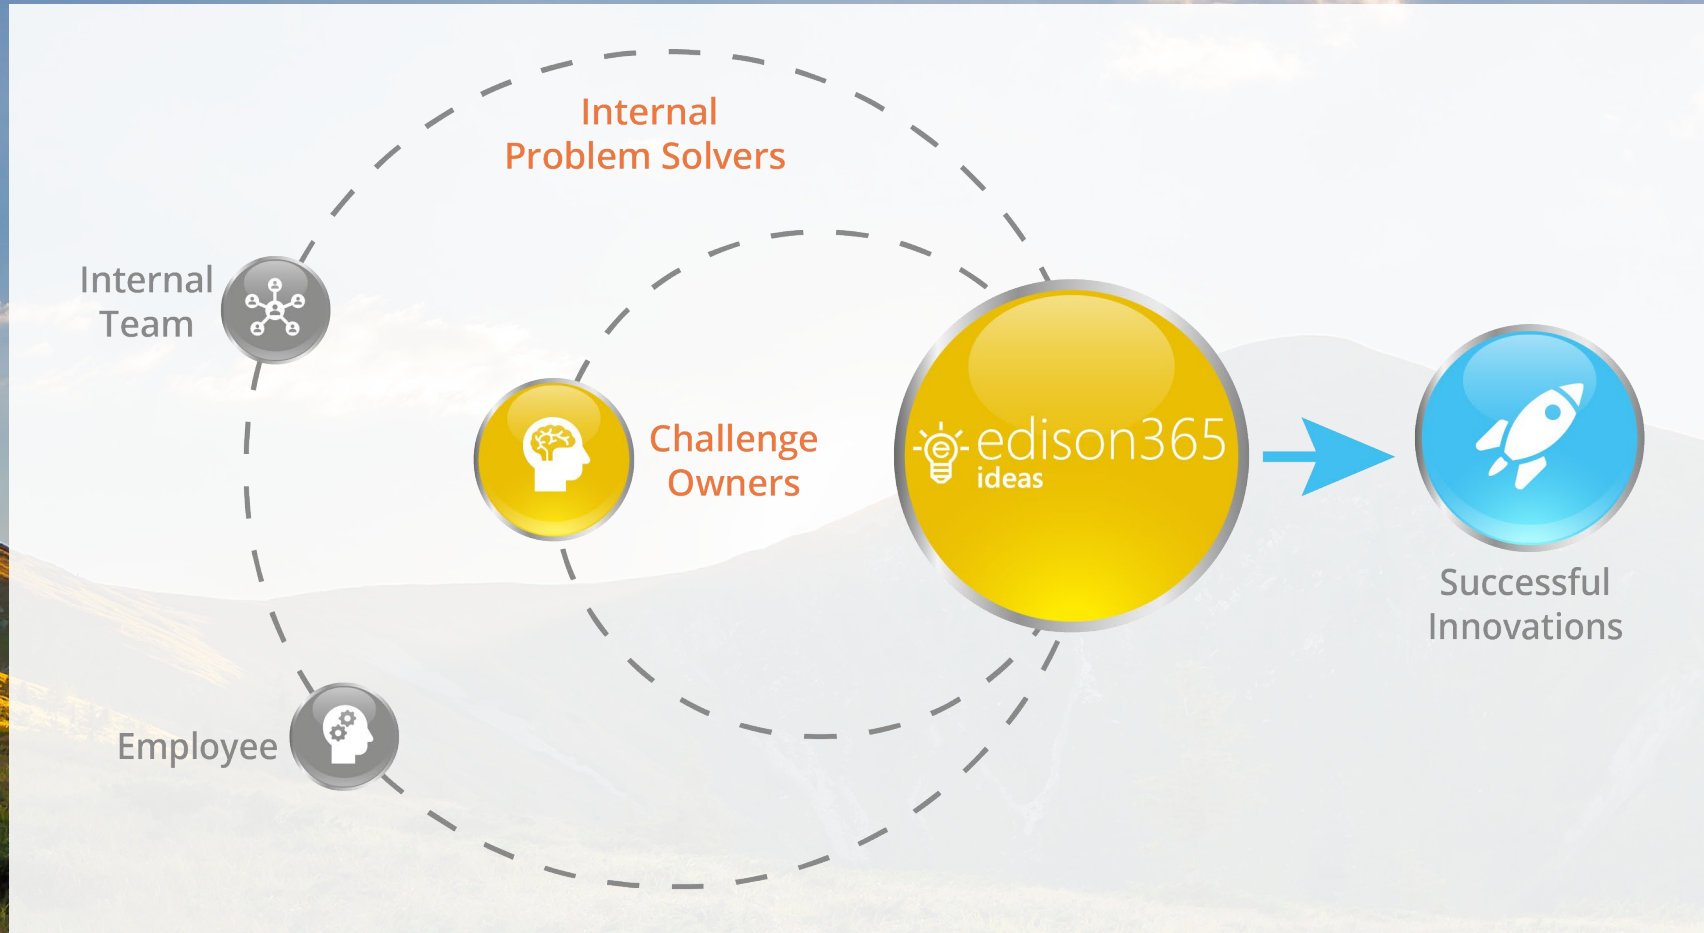 Internal
Problem Solvers
Internal
Team
Challenge
Owners
edison365
ideas
Successful
Innovations
Employee